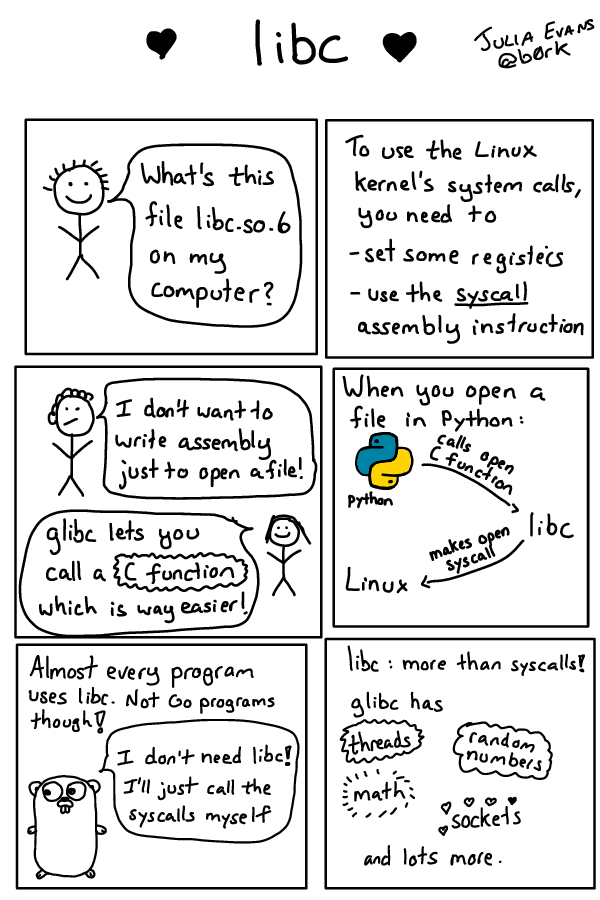 libc
JULIA EVANS
@b0rk
What's this
file libc.so.6
on my
computer?
To use the Linux
kernel's system calls,
you need to
- set some registers
- use the syscall
assembly instruction
I don't want to
write assembly
just to open a file!
glibc lets you
call a C function
which is way easier!
When you open a
file in Python:
calls open
C function
python
libc
makes open
syscall
Linux
Almost every program
uses libc. Not Go programs
though!
I don't need libc!
I'll just call the
syscalls myself
libc: more than syscalls!
glibc has
threads
random
numbers
math
sockets
and lots more.